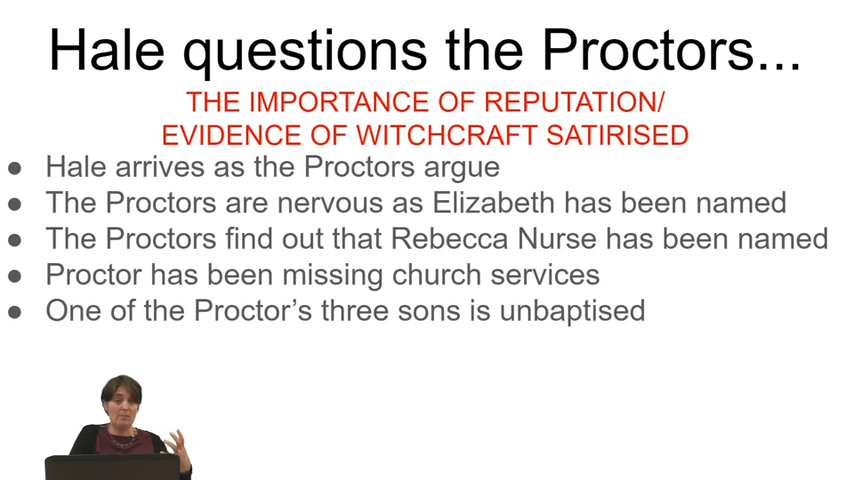 Hale questions the Proctors...
THE IMPORTANCE OF REPUTATION/
EVIDENCE OF WITCHCRAFT SATIRISED
● Hale arrives as the Proctors argue
● The Proctors are nervous as Elizabeth has been named
● The Proctors find out that Rebecca Nurse has been named
● Proctor has been missing church services
● One of the Proctor’s three sons is unbaptised